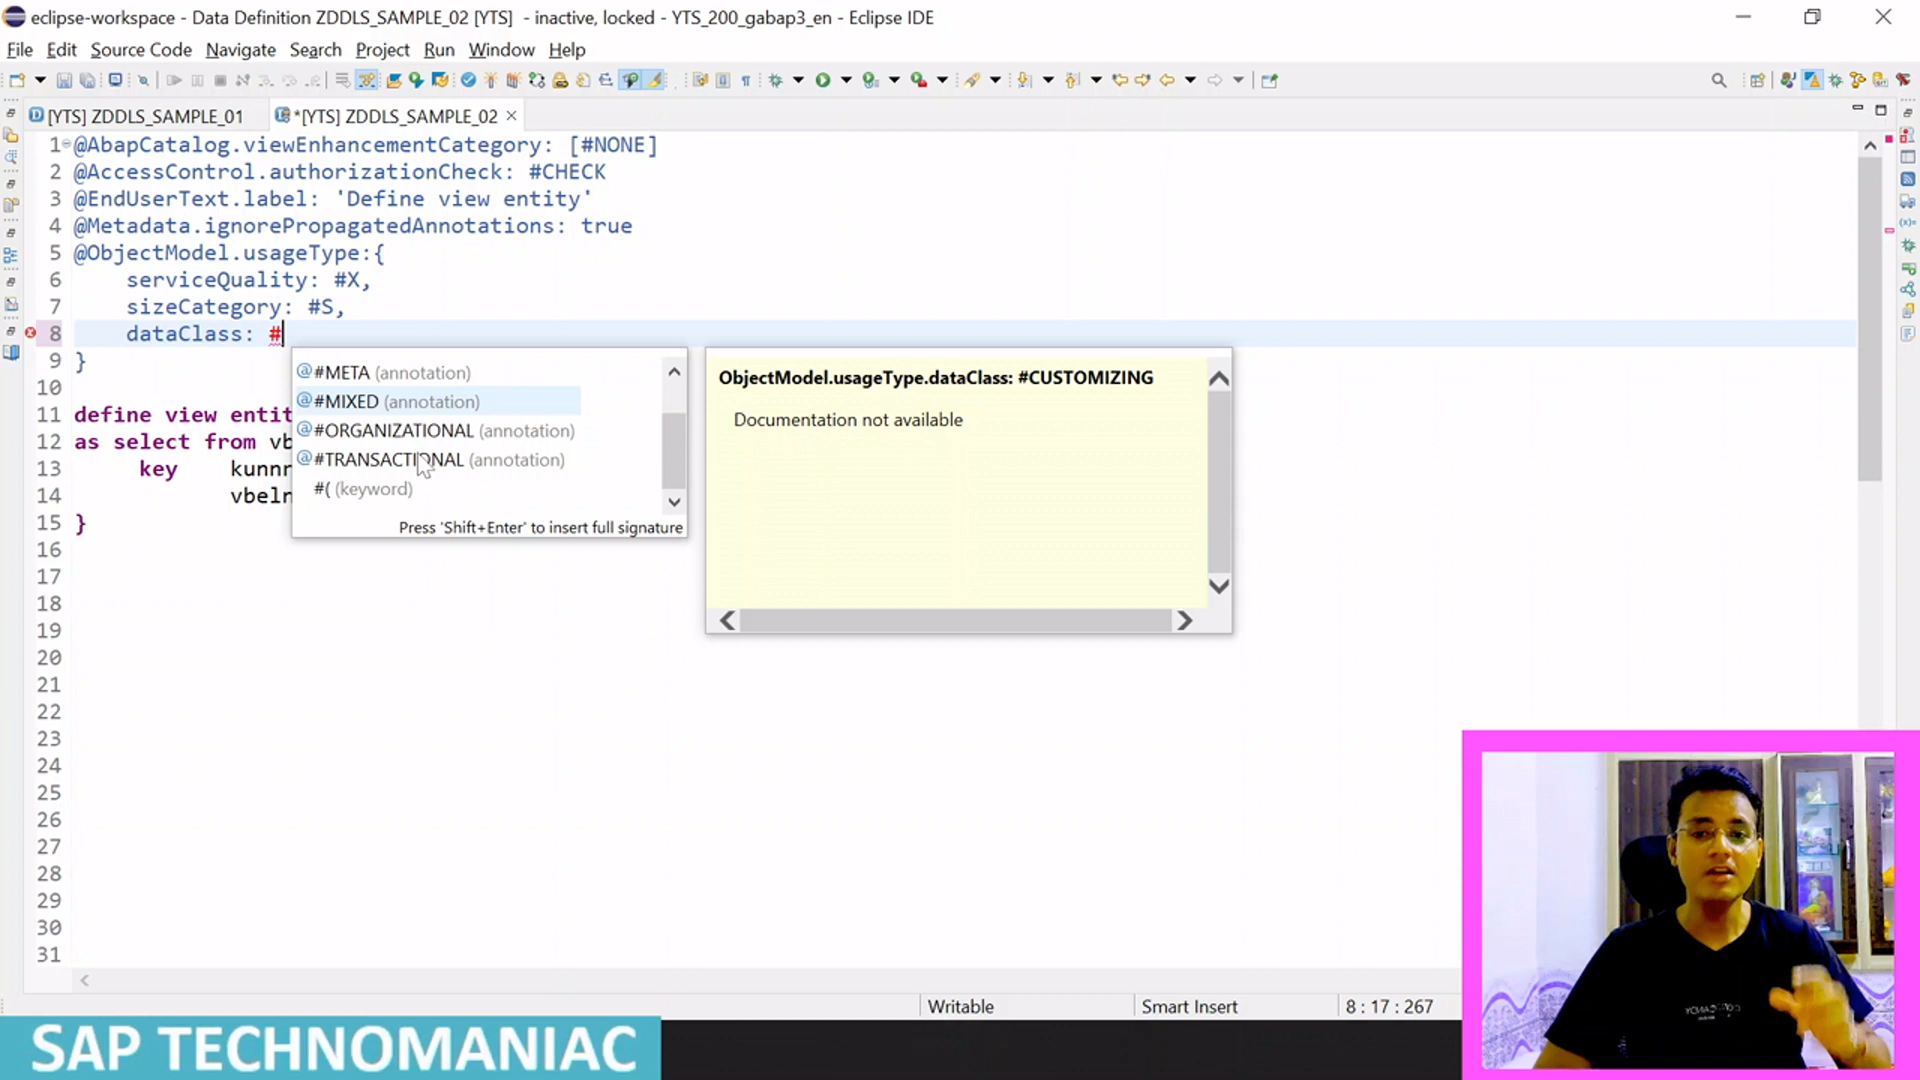 eclipse-workspace - Data Definition ZDDLS_SAMPLE_02 [YTS]  - inactive, locked - YTS_200_gabap3_en - Eclipse IDE
File Edit Source Code Navigate Search Project Run Window Help
[YTS] ZDDLS_SAMPLE_01 *[YTS] ZDDLS_SAMPLE_02
1 @AbapCatalog.viewEnhancementCategory: [#NONE]
2 @AccessControl.authorizationCheck: #CHECK
3 @EndUserText.label: 'Define view entity'
4 @Metadata.ignorePropagatedAnnotations: true
5 @ObjectModel.usageType:{
6 serviceQuality: #X,
7 sizeCategory: #S,
8 dataClass: #
9 }
10
11 define view entit
12 as select from vb
13 key kunnr
14 vbeln
15 }
16
17
18
19
20
21
22
23
24
25
26
27
28
29
30
31
@#META (annotation)
@#MIXED (annotation)
@#ORGANIZATIONAL (annotation)
@#TRANSACTIONAL (annotation)
#( (keyword)
Press 'Shift+Enter' to insert full signature
ObjectModel.usageType.dataClass: #CUSTOMIZING
Documentation not available
Writable Smart Insert 8 : 17 : 267
SAP TECHNOMANIAC